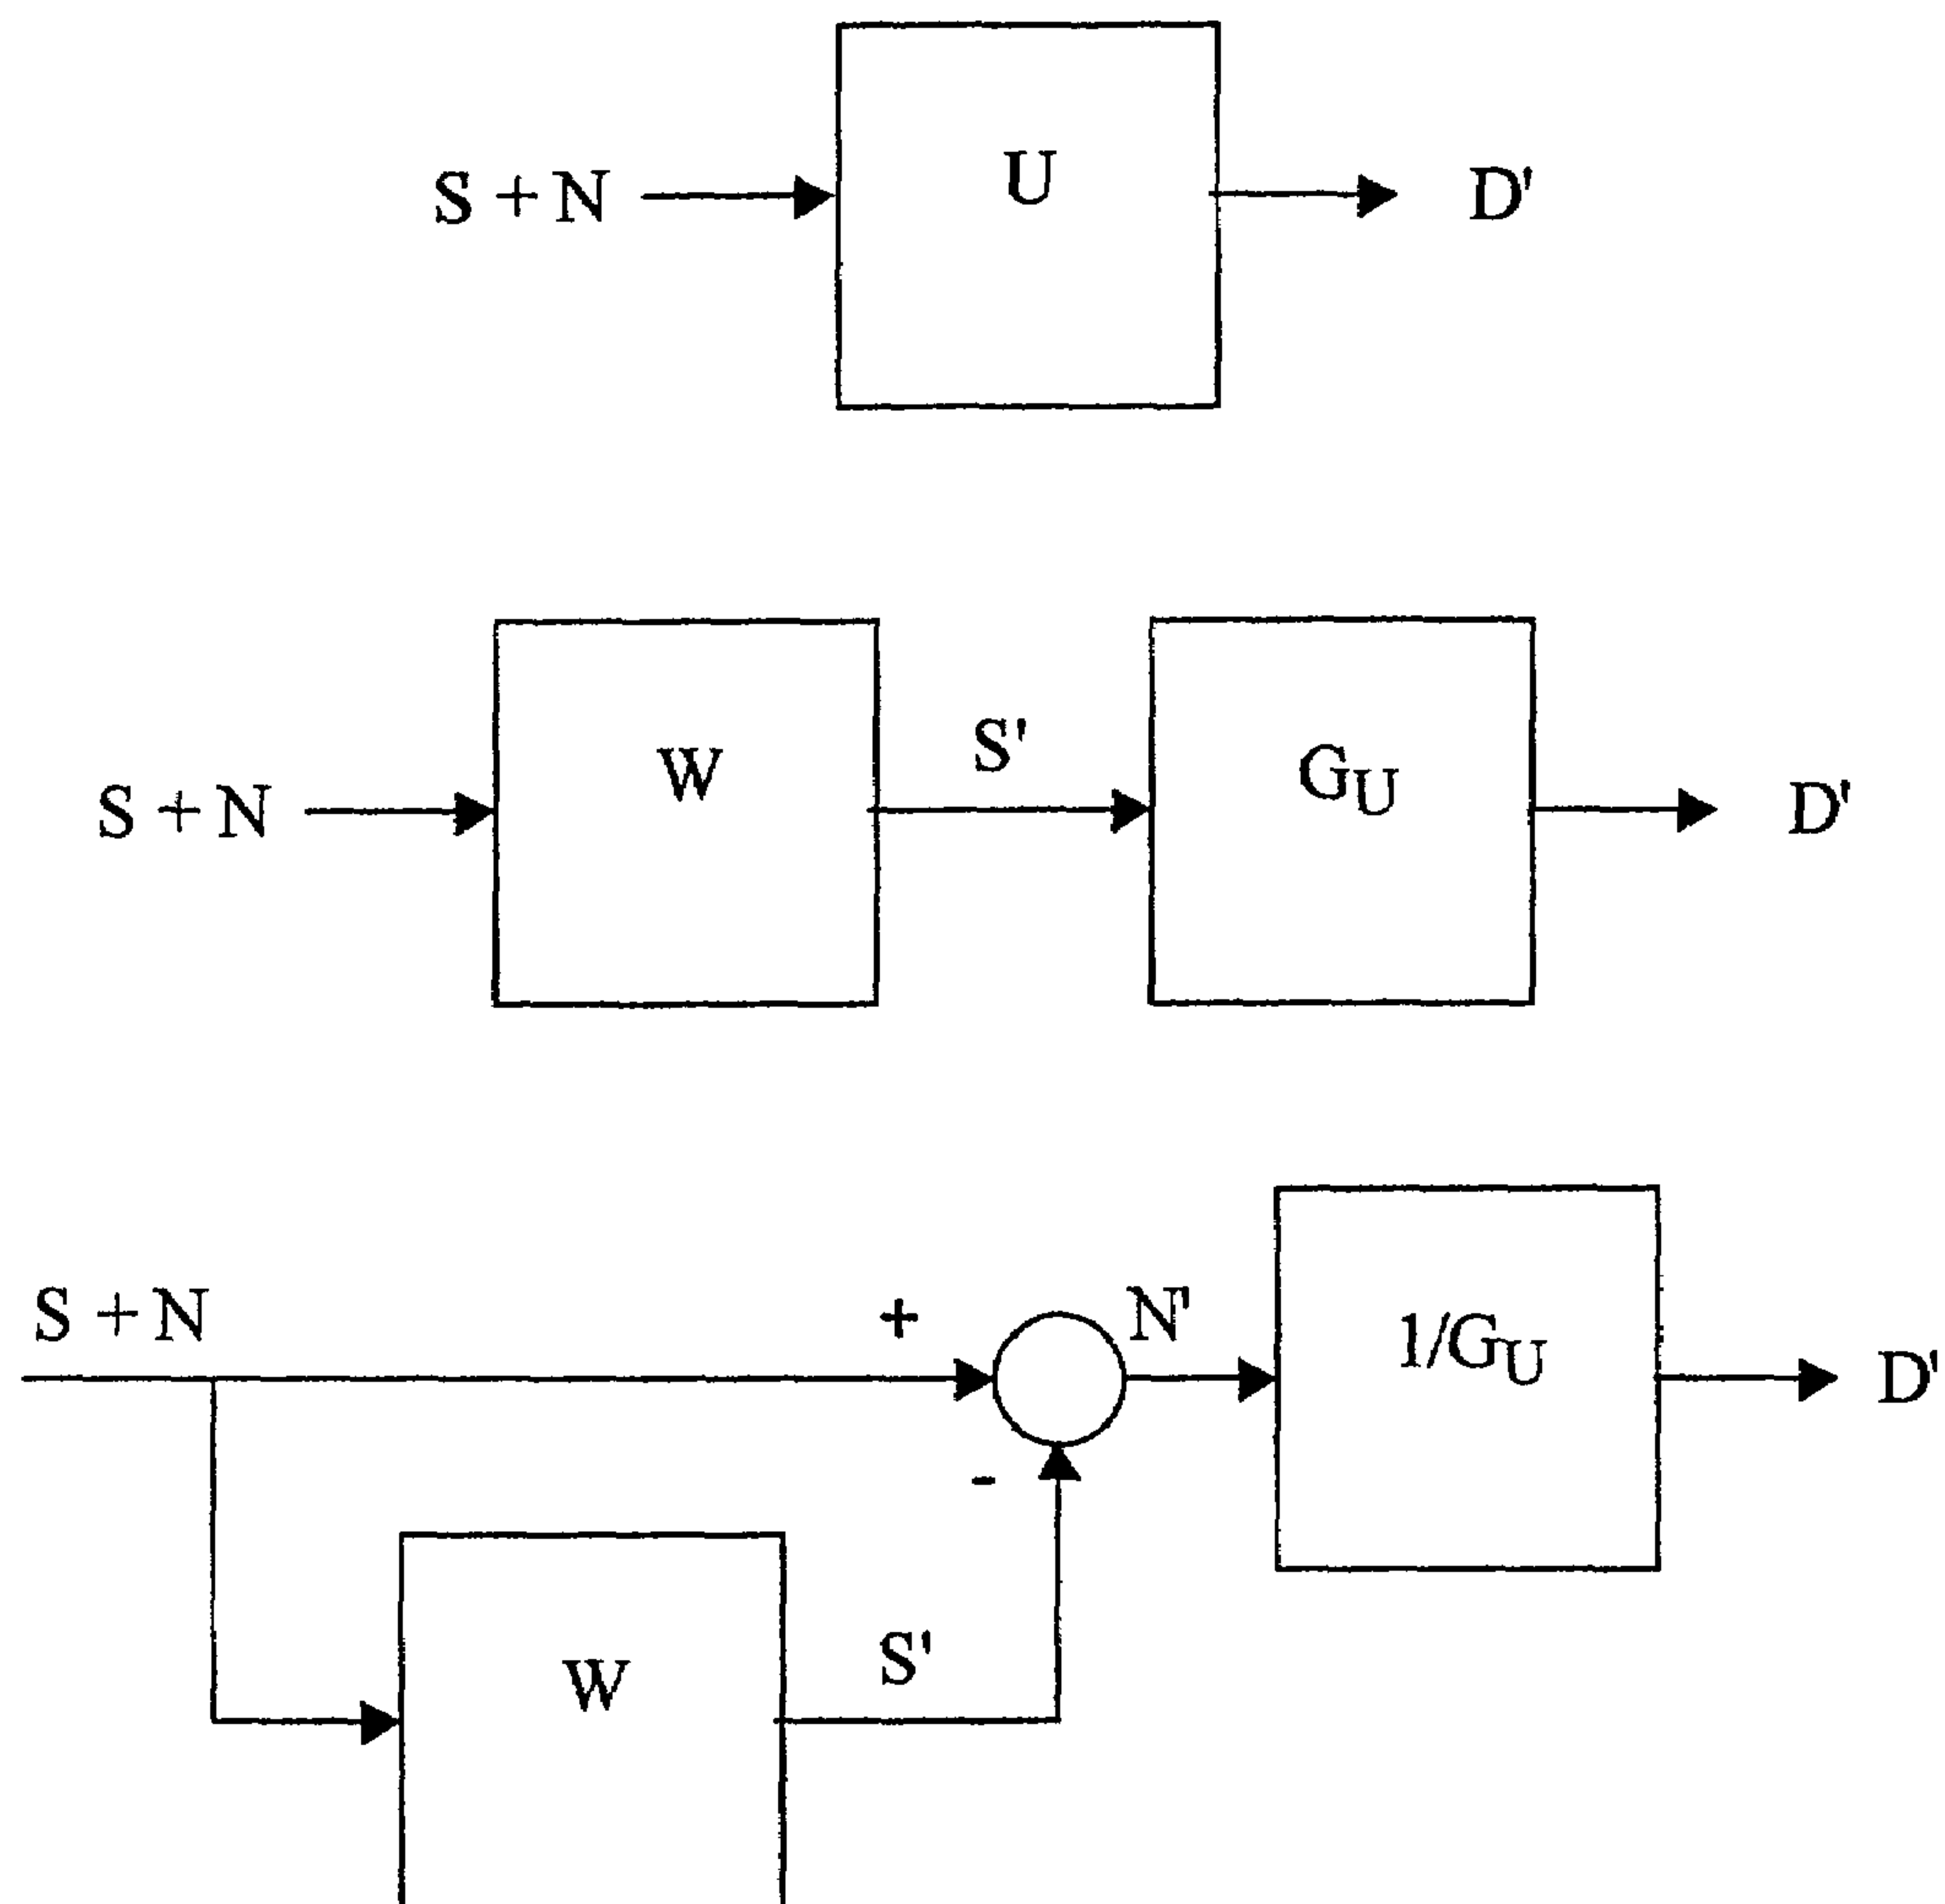 U
S + N
D'
W
S'
G_U
S + N
D'
S + N
+
N'
1/G_U
D'
-
W
S'